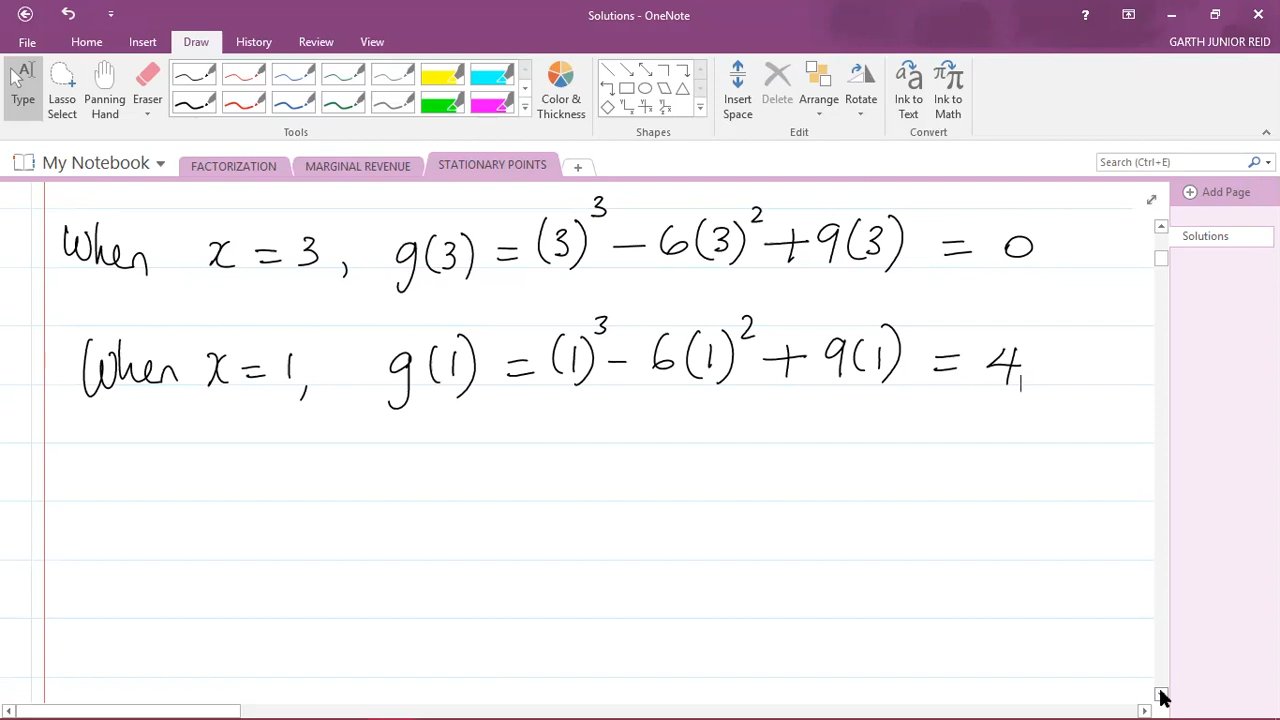 Solutions - OneNote
?
GARTH JUNIOR REID
File Home Insert Draw History Review View
Type
Lasso Select
Panning Hand
Eraser
Color & Thickness
Insert Space
Delete
Arrange
Rotate
Ink to Text
Ink to Math
Tools
Shapes
Edit
Convert
My Notebook
FACTORIZATION
MARGINAL REVENUE
STATIONARY POINTS
Search (Ctrl+E)
Add Page
Solutions
When x = 3, g(3) = (3)³ – 6(3)² + 9(3) = 0
When x = 1, g(1) = (1)³ – 6(1)² + 9(1) = 4